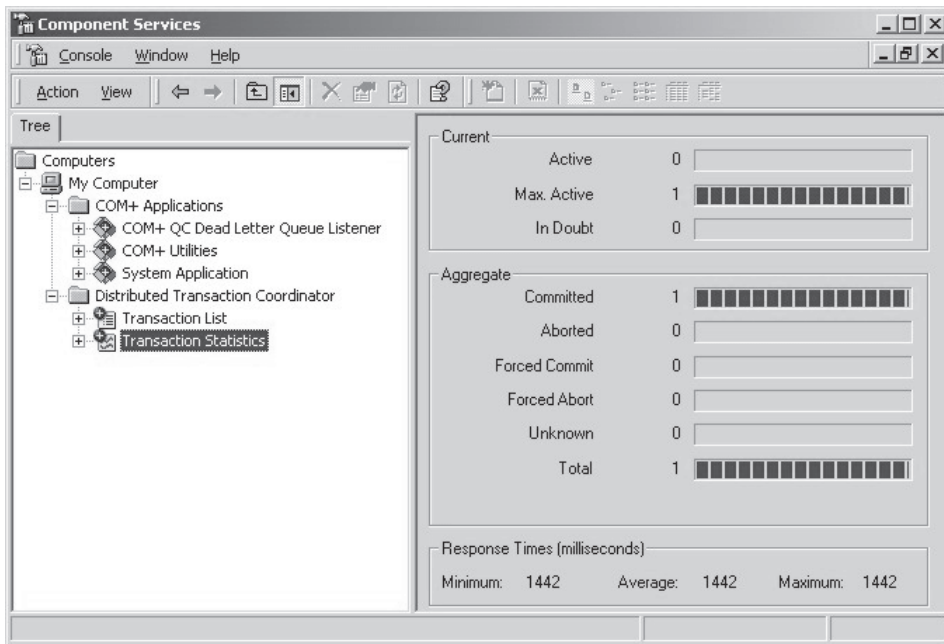 Component Services
Console Window Help
Action View
Tree
Computers
My Computer
COM+ Applications
COM+ QC Dead Letter Queue Listener
COM+ Utilities
System Application
Distributed Transaction Coordinator
Transaction List
Transaction Statistics
Current
Active 0
Max. Active 1
In Doubt 0
Aggregate
Committed 1
Aborted 0
Forced Commit 0
Forced Abort 0
Unknown 0
Total 1
Response Times (milliseconds)
Minimum: 1442 Average: 1442 Maximum: 1442